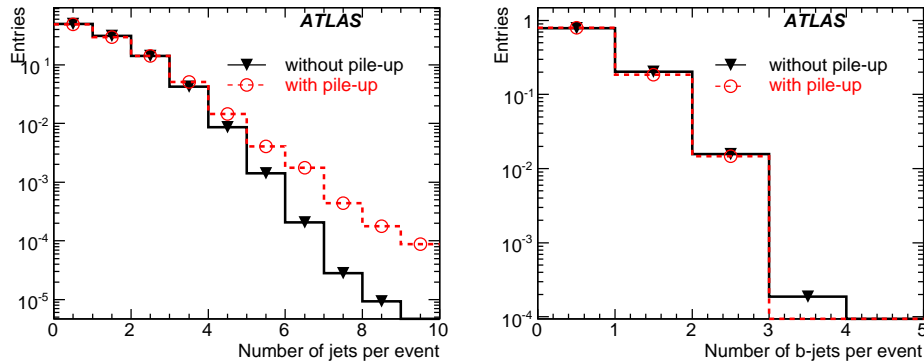 Entries
ATLAS
without pile-up
with pile-up
10⁻¹
10⁻²
10⁻³
10⁻⁴
10⁻⁵
0 2 4 6 8 10
Number of jets per event
Entries
ATLAS
without pile-up
with pile-up
1
10⁻¹
10⁻²
10⁻³
10⁻⁴
0 1 2 3 4 5
Number of b-jets per event